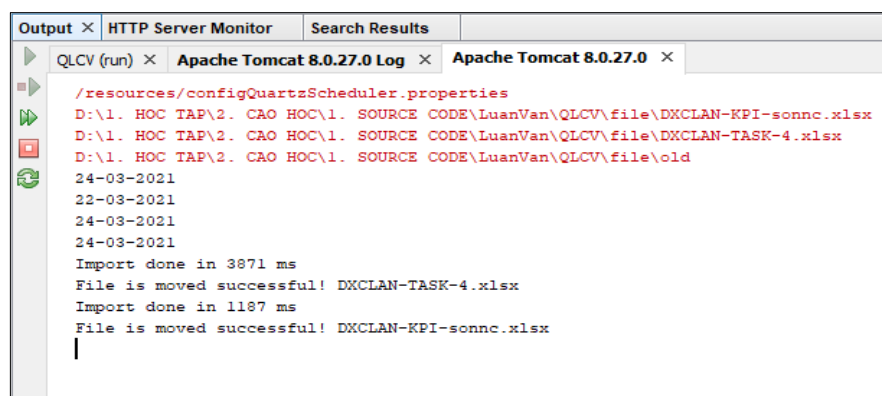 Output × HTTP Server Monitor Search Results
QLCV (run) × Apache Tomcat 8.0.27.0 Log × Apache Tomcat 8.0.27.0 ×
/resources/configQuartzScheduler.properties
D:\1. HOC TAP\2. CAO HOC\1. SOURCE CODE\LuanVan\QLCV\file\DXCLAN-KPI-sonnc.xlsx
D:\1. HOC TAP\2. CAO HOC\1. SOURCE CODE\LuanVan\QLCV\file\DXCLAN-TASK-4.xlsx
D:\1. HOC TAP\2. CAO HOC\1. SOURCE CODE\LuanVan\QLCV\file\old
24-03-2021
22-03-2021
24-03-2021
24-03-2021
Import done in 3871 ms
File is moved successful! DXCLAN-TASK-4.xlsx
Import done in 1187 ms
File is moved successful! DXCLAN-KPI-sonnc.xlsx